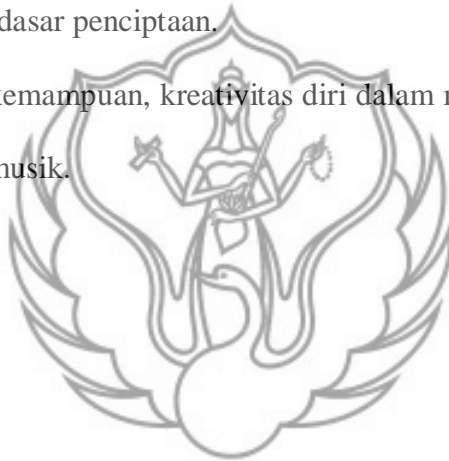 dasar penciptaan.
kemampuan, kreativitas diri dalam
musik.